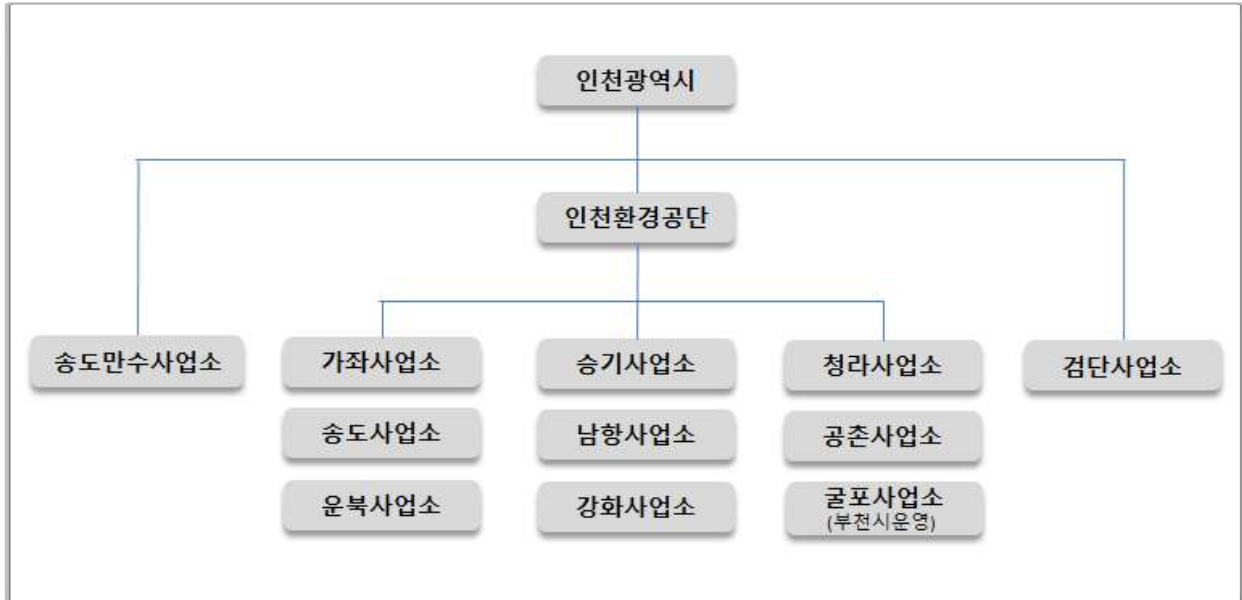 인천광역시
인천환경공단
송도만수사업소
가좌사업소
승기사업소
청라사업소
검단사업소
송도사업소
남항사업소
공촌사업소
운북사업소
강화사업소
굴포사업소
(부천시운영)